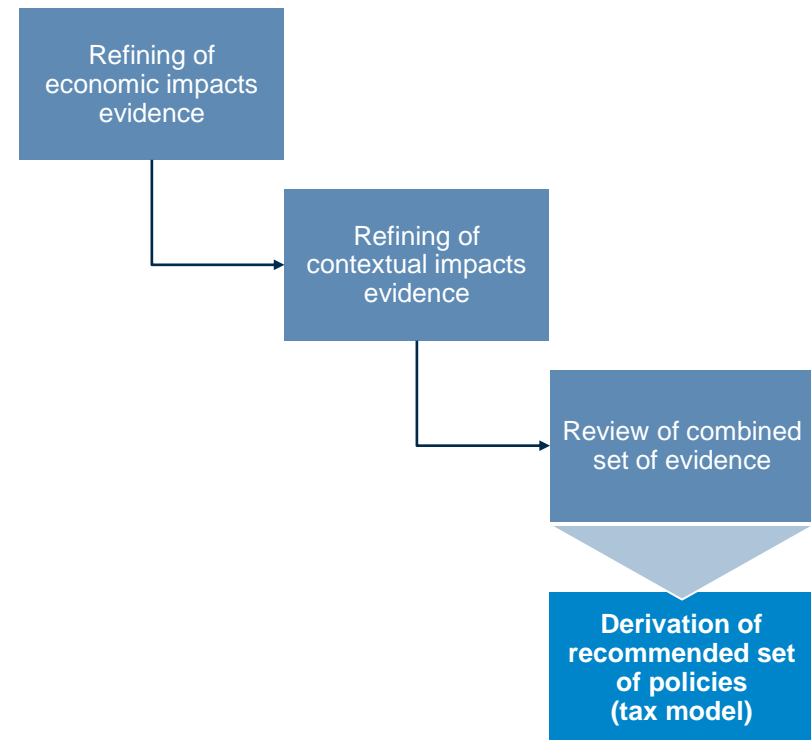 Refining of
economic impacts
evidence
Refining of
contextual impacts
evidence
Review of combined
set of evidence
Derivation of
recommended set
of policies
(tax model)